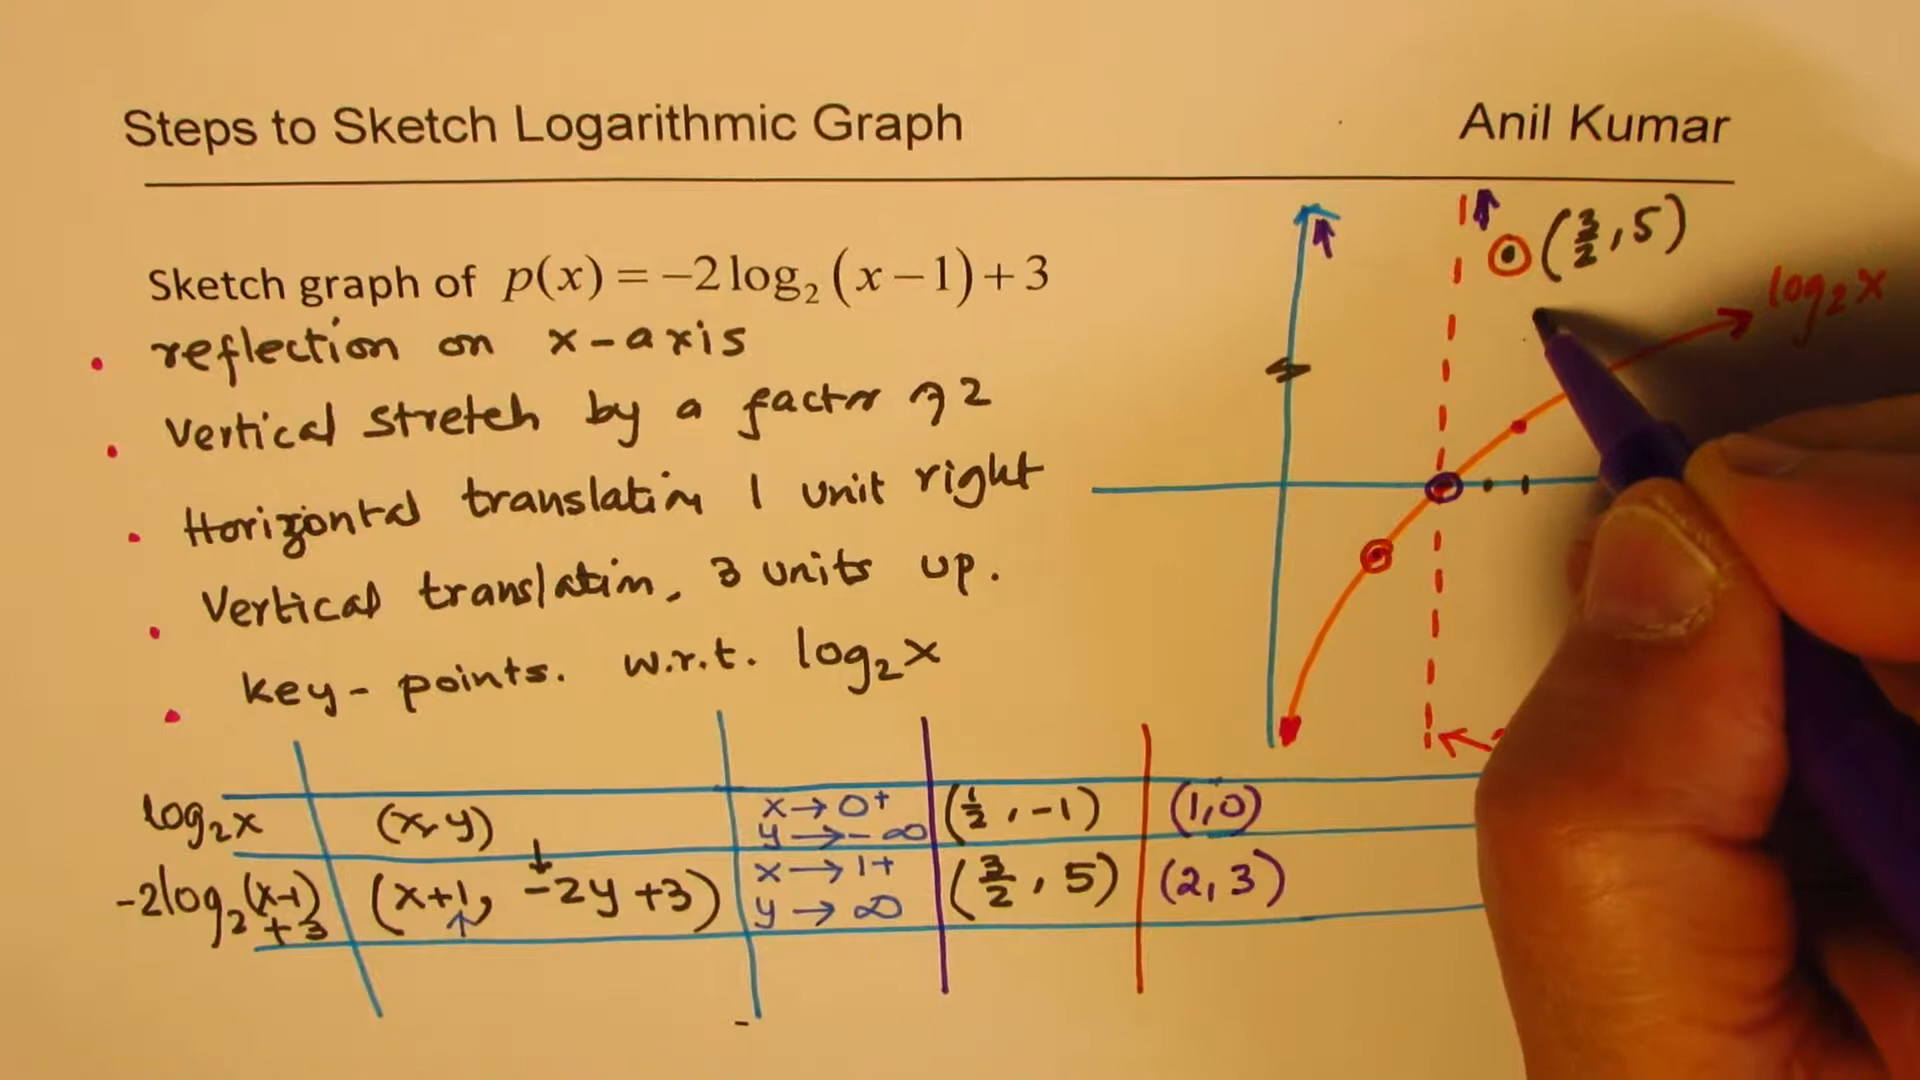 Steps to Sketch Logarithmic Graph Anil Kumar
Sketch graph of p(x) = −2 log₂ (x − 1) + 3
• reflection on x-axis
• Vertical stretch by a factor of 2
• Horizontal translation 1 unit right
• Vertical translation, 3 units up.
• key-points. w.r.t. log₂x
(3/2, 5)
log₂x
log₂x (x, y) x → 0+ y → -∞ (1/2, -1) (1,0)
-2log₂(x-1)+3 (x+1, -2y+3) x → 1+ y → ∞ (3/2, 5) (2, 3)